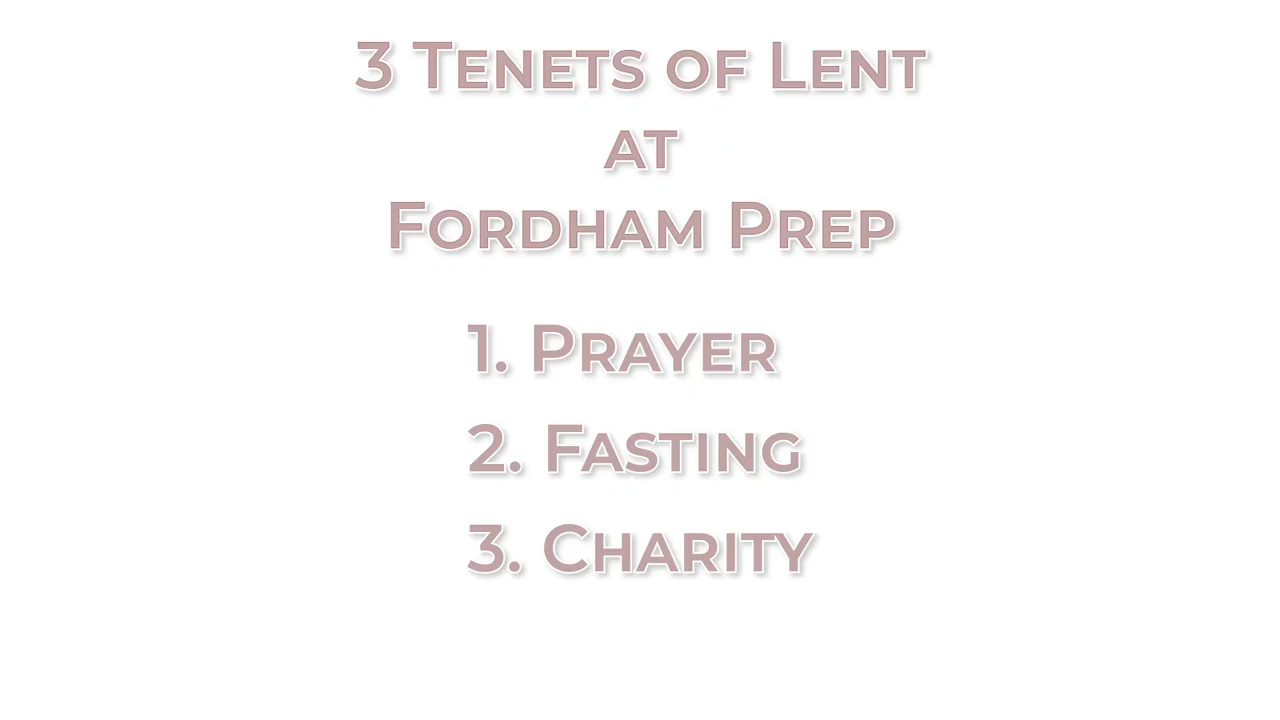 3 Tenets of Lent
at
Fordham Prep
1. Prayer
2. Fasting
3. Charity